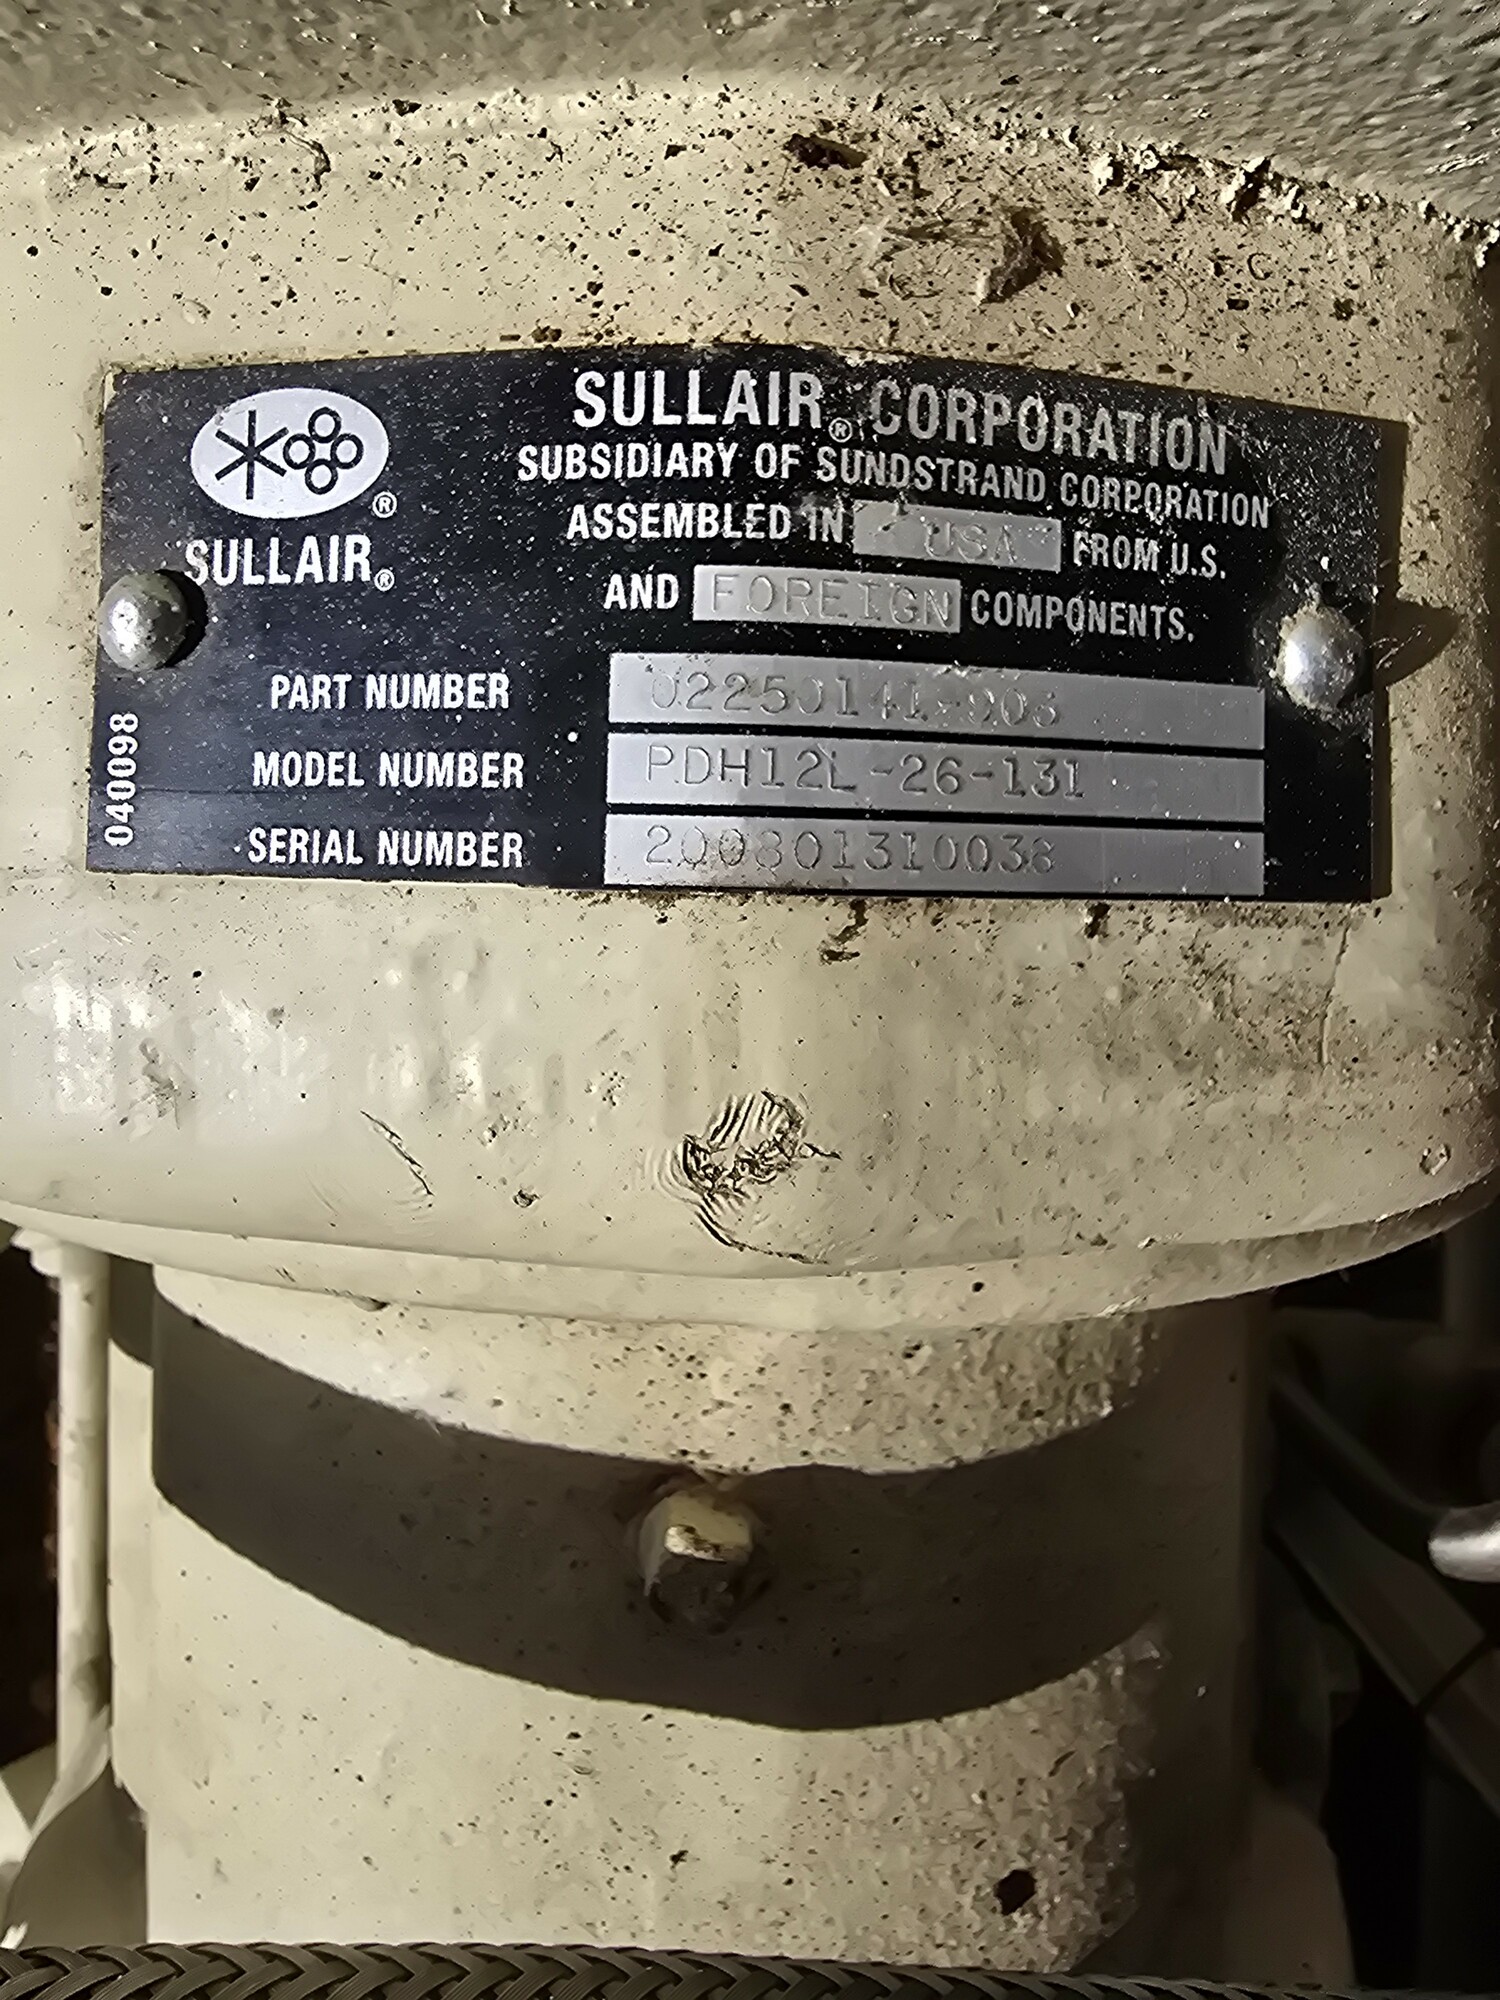 SULLAIR® CORPORATION
SUBSIDIARY OF SUNDSTRAND CORPORATION
ASSEMBLED IN USA FROM U.S.
AND FOREIGN COMPONENTS.
® SULLAIR®
PART NUMBER
MODEL NUMBER PDH12L-26-131
SERIAL NUMBER 200801310038
040098